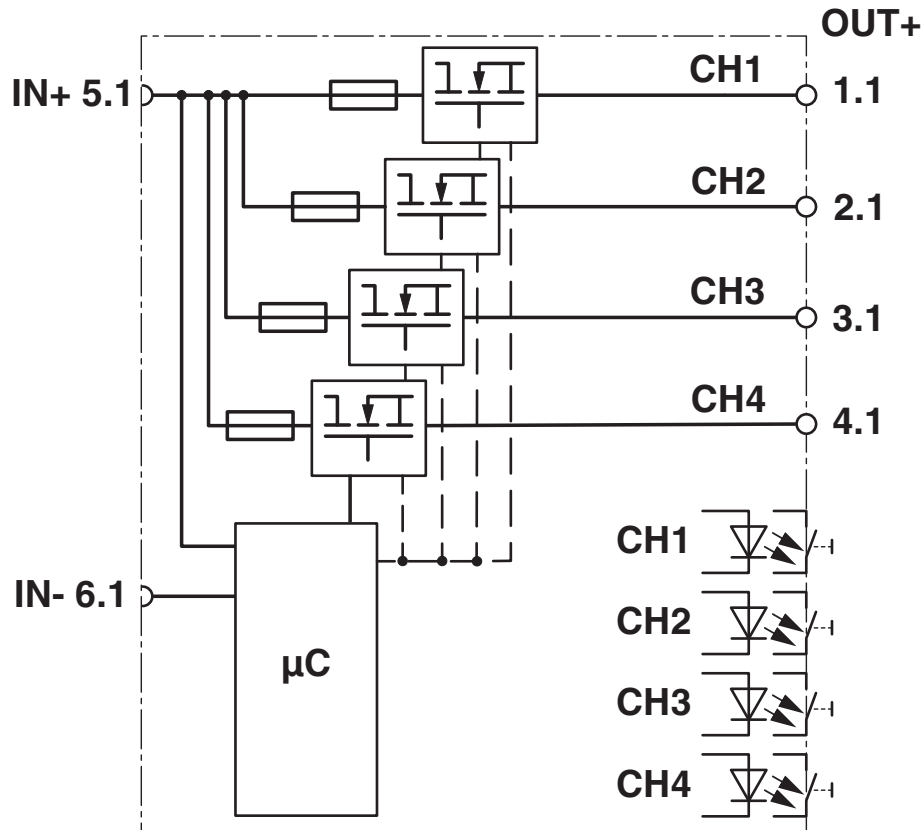 OUT+
IN+ 5.1
CH1
1.1
CH2
2.1
CH3
3.1
CH4
4.1
IN- 6.1
µC
CH1
CH2
CH3
CH4